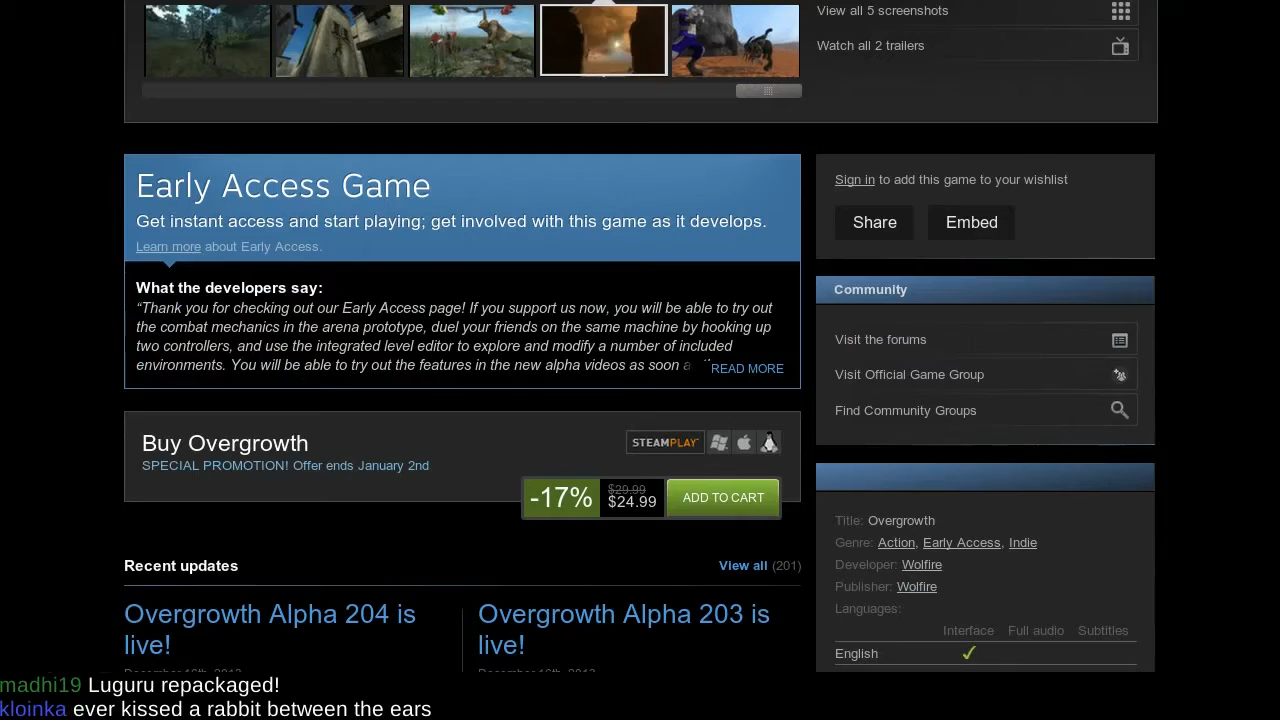 View all 5 screenshots
Watch all 2 trailers
Early Access Game
Get instant access and start playing; get involved with this game as it develops.
Learn more about Early Access.
What the developers say:
“Thank you for checking out our Early Access page! If you support us now, you will be able to try out
the combat mechanics in the arena prototype, duel your friends on the same machine by hooking up
two controllers, and use the integrated level editor to explore and modify a number of included
environments. You will be able to try out the features in the new alpha videos as soon a
READ MORE
Buy Overgrowth
SPECIAL PROMOTION! Offer ends January 2nd
STEAMPLAY
-17%
$29.99
$24.99
ADD TO CART
Recent updates
View all (201)
Overgrowth Alpha 204 is
live!
Overgrowth Alpha 203 is
live!
Sign in to add this game to your wishlist
Share
Embed
Community
Visit the forums
Visit Official Game Group
Find Community Groups
Title: Overgrowth
Genre: Action, Early Access, Indie
Developer: Wolfire
Publisher: Wolfire
Languages:
Interface Full audio Subtitles
English
madhi19 Luguru repackaged!
kloinka ever kissed a rabbit between the ears